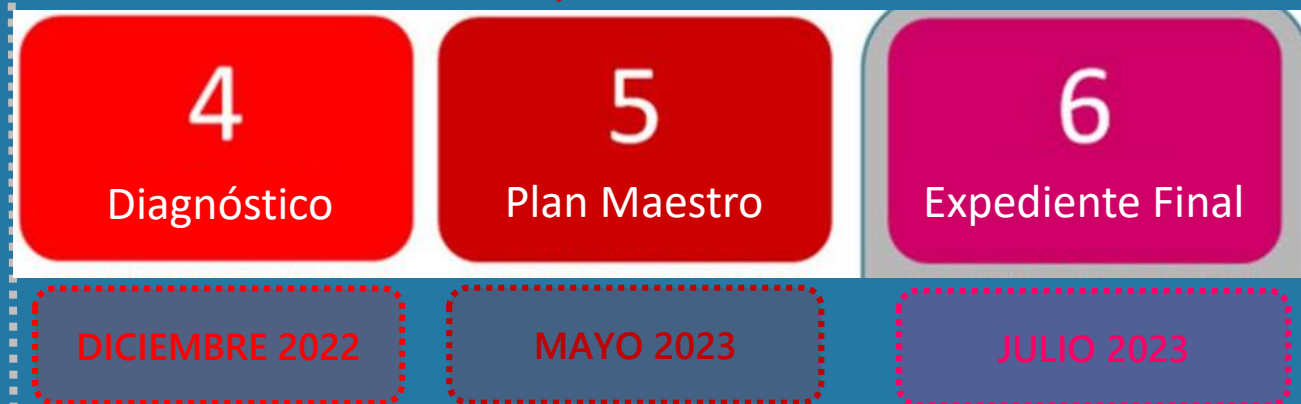 4
Diagnóstico
DICIEMBRE 2022
5
Plan Maestro
MAYO 2023
6
Expediente Final
JULIO 2023